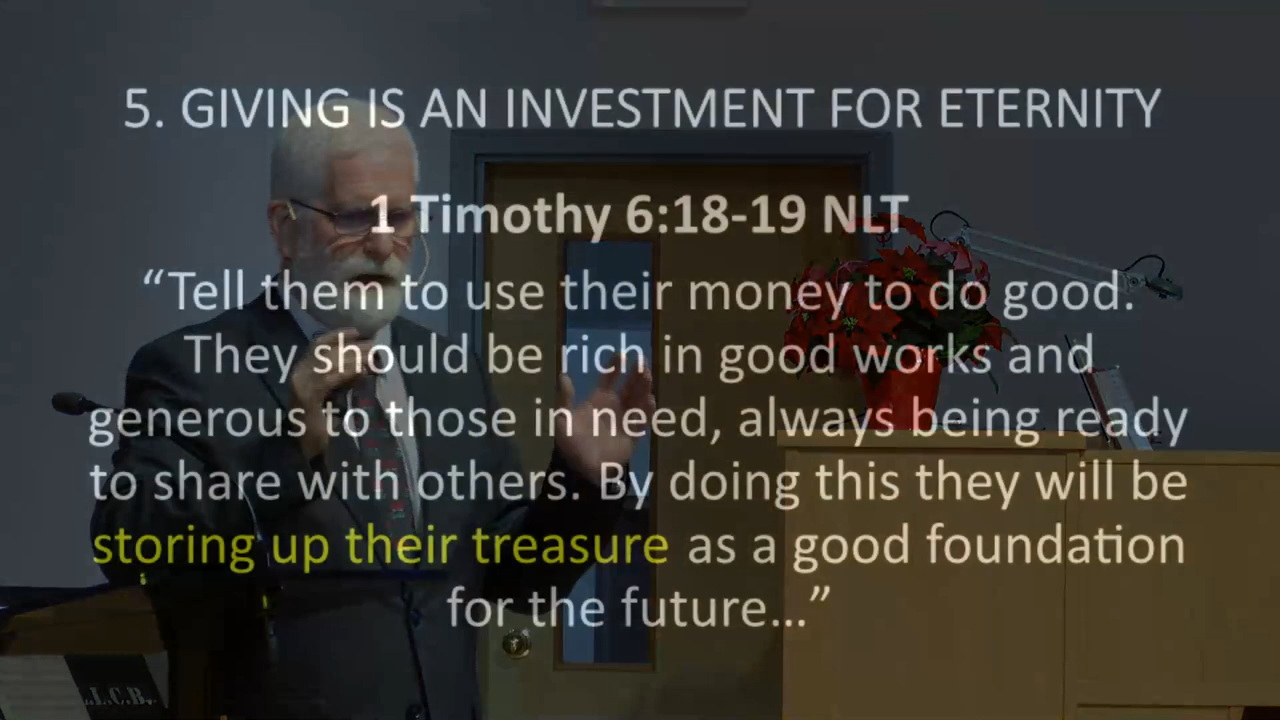 5. GIVING IS AN INVESTMENT FOR ETERNITY
1 Timothy 6:18-19 NLT
“Tell them to use their money to do good.
They should be rich in good works and
generous to those in need, always being ready
to share with others. By doing this they will be
storing up their treasure as a good foundation
for the future…”
.I.C.B.